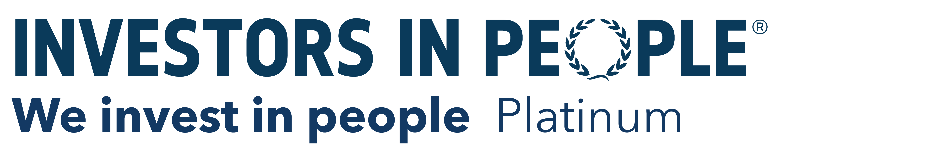 INVESTORS IN PEOPLE®
We invest in people Platinum